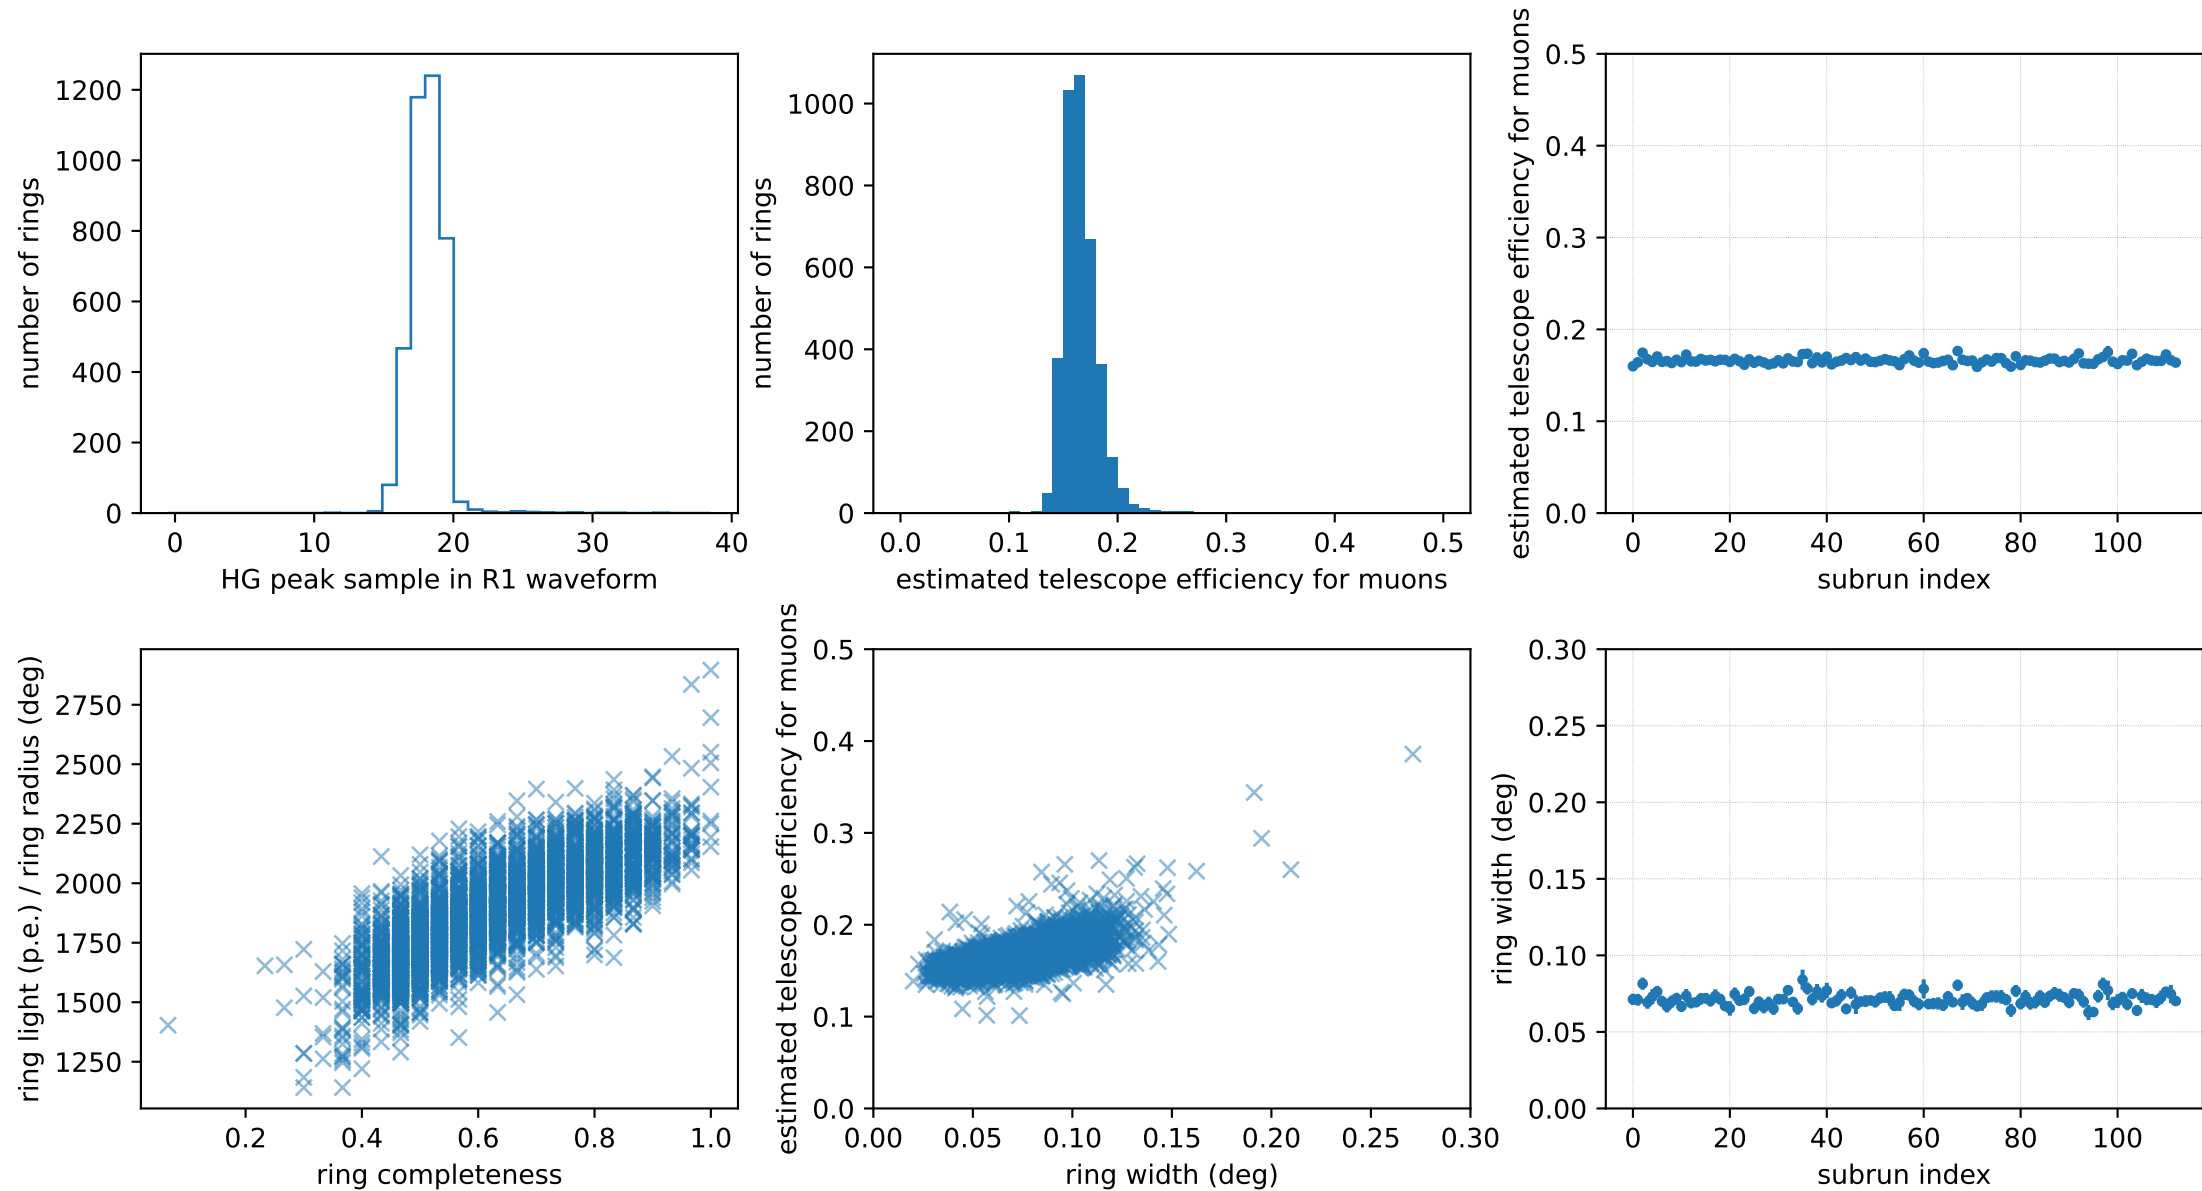 number of rings
1200
1000
800
600
400
200
0
0 10 20 30 40
HG peak sample in R1 waveform
number of rings
1000
800
600
400
200
0
0.0 0.1 0.2 0.3 0.4 0.5
estimated telescope efficiency for muons
estimated telescope efficiency for muons
0.5
0.4
0.3
0.2
0.1
0.0
0 20 40 60 80 100
subrun index
ring light (p.e.) / ring radius (deg)
2750
2500
2250
2000
1750
1500
1250
0.2 0.4 0.6 0.8 1.0
ring completeness
estimated telescope efficiency for muons
0.5
0.4
0.3
0.2
0.1
0.0
0.00 0.05 0.10 0.15 0.20 0.25 0.30
ring width (deg)
ring width (deg)
0.30
0.25
0.20
0.15
0.10
0.05
0.00
0 20 40 60 80 100
subrun index